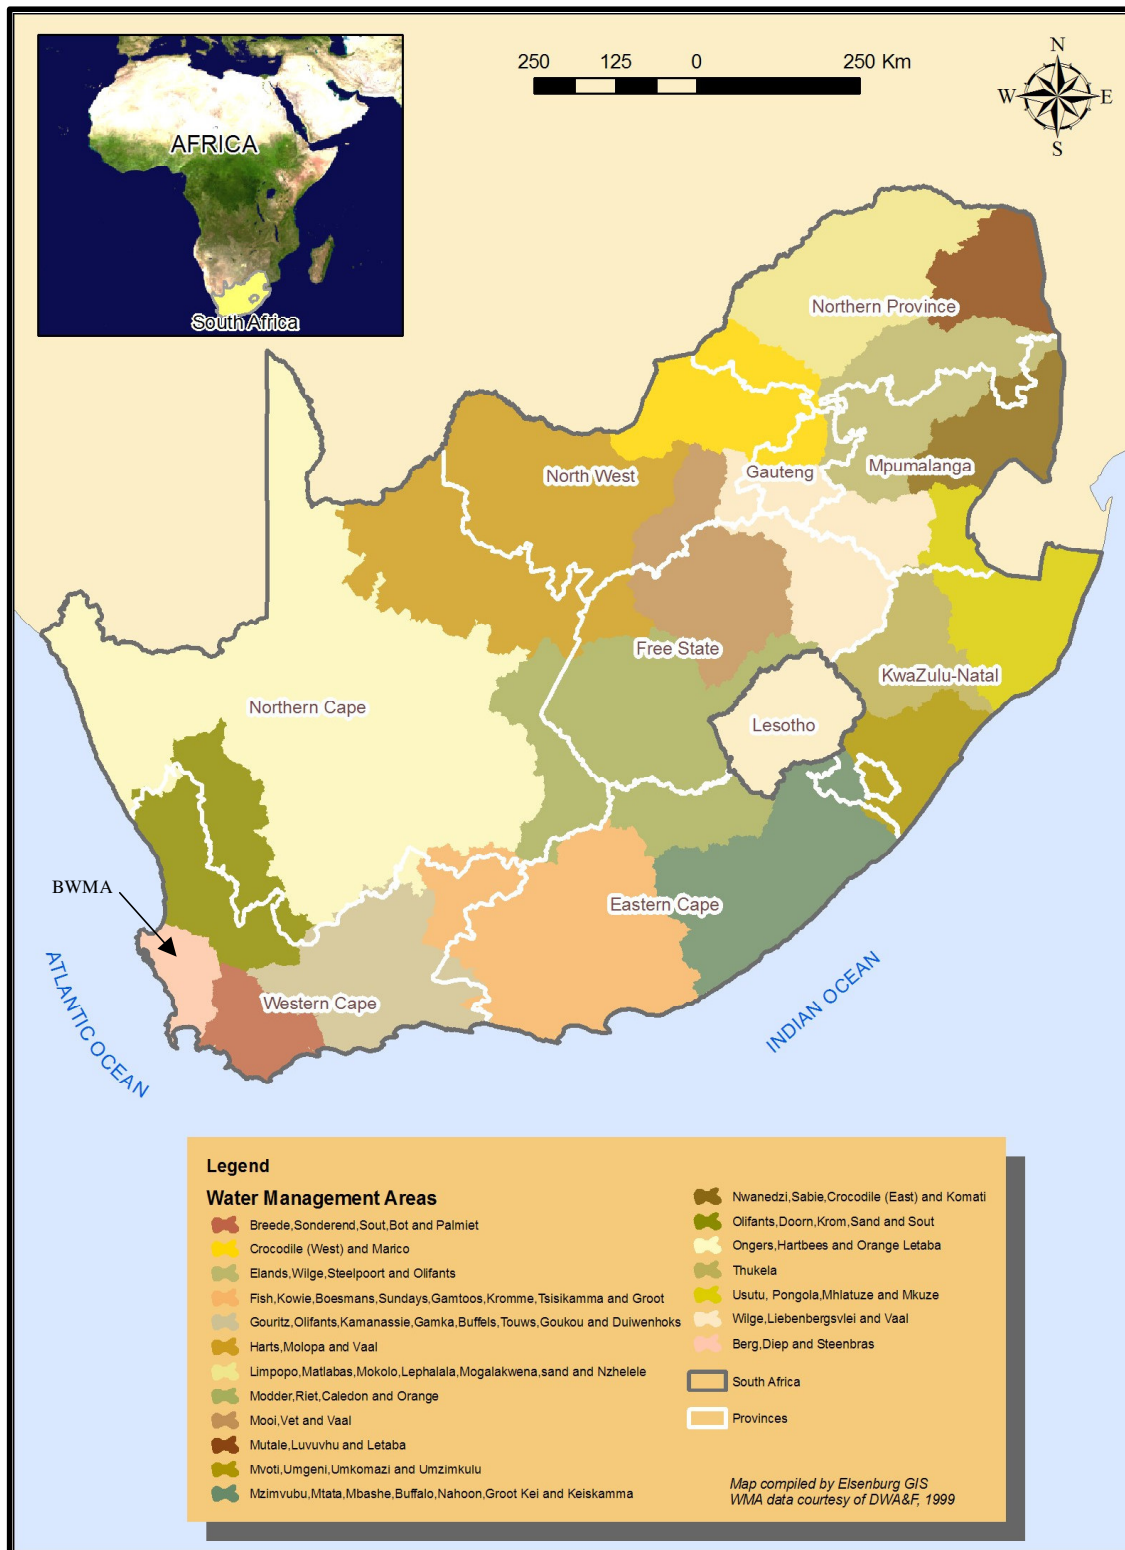 250 125 0 250 Km
N
W E
S
AFRICA
South Africa
Northern Province
North West
Gauteng
Mpumalanga
Free State
KwaZulu-Natal
Northern Cape
Lesotho
BWMA
Eastern Cape
Western Cape
ATLANTIC OCEAN
INDIAN OCEAN
Legend
Water Management Areas
Breede,Sonderend,Sout,Bot and Palmiet
Crocodile (West) and Marico
Elands,Wilge,Steelpoort and Olifants
Fish,Kowie,Boesmans,Sundays,Gamtoos,Kromme,Tsisikamma and Groot
Gouritz,Olifants,Kamanassie,Gamka,Buffels,Touws,Goukou and Duiwenhoks
Harts,Molopa and Vaal
Limpopo,Matlabas,Mokolo,Lephalala,Mogalakwena,sand and Nzhelele
Modder,Riet,Caledon and Orange
Mooi,Vet and Vaal
Mutale,Luvuvhu and Letaba
Mvoti,Umgeni,Umkomazi and Umzimkulu
Mzimvubu,Mtata,Mbashe,Buffalo,Nahoon,Groot Kei and Keiskamma
Nwanedzi,Sabie,Crocodile (East) and Komati
Olifants,Doorn,Krom,Sand and Sout
Ongers,Hartbees and Orange Letaba
Thukela
Usutu, Pongola,Mhlatuze and Mkuze
Wilge,Liebenbergsvlei and Vaal
Berg,Diep and Steenbras
South Africa
Provinces
Map compiled by Elsenburg GIS
WMA data courtesy of DWA&F, 1999